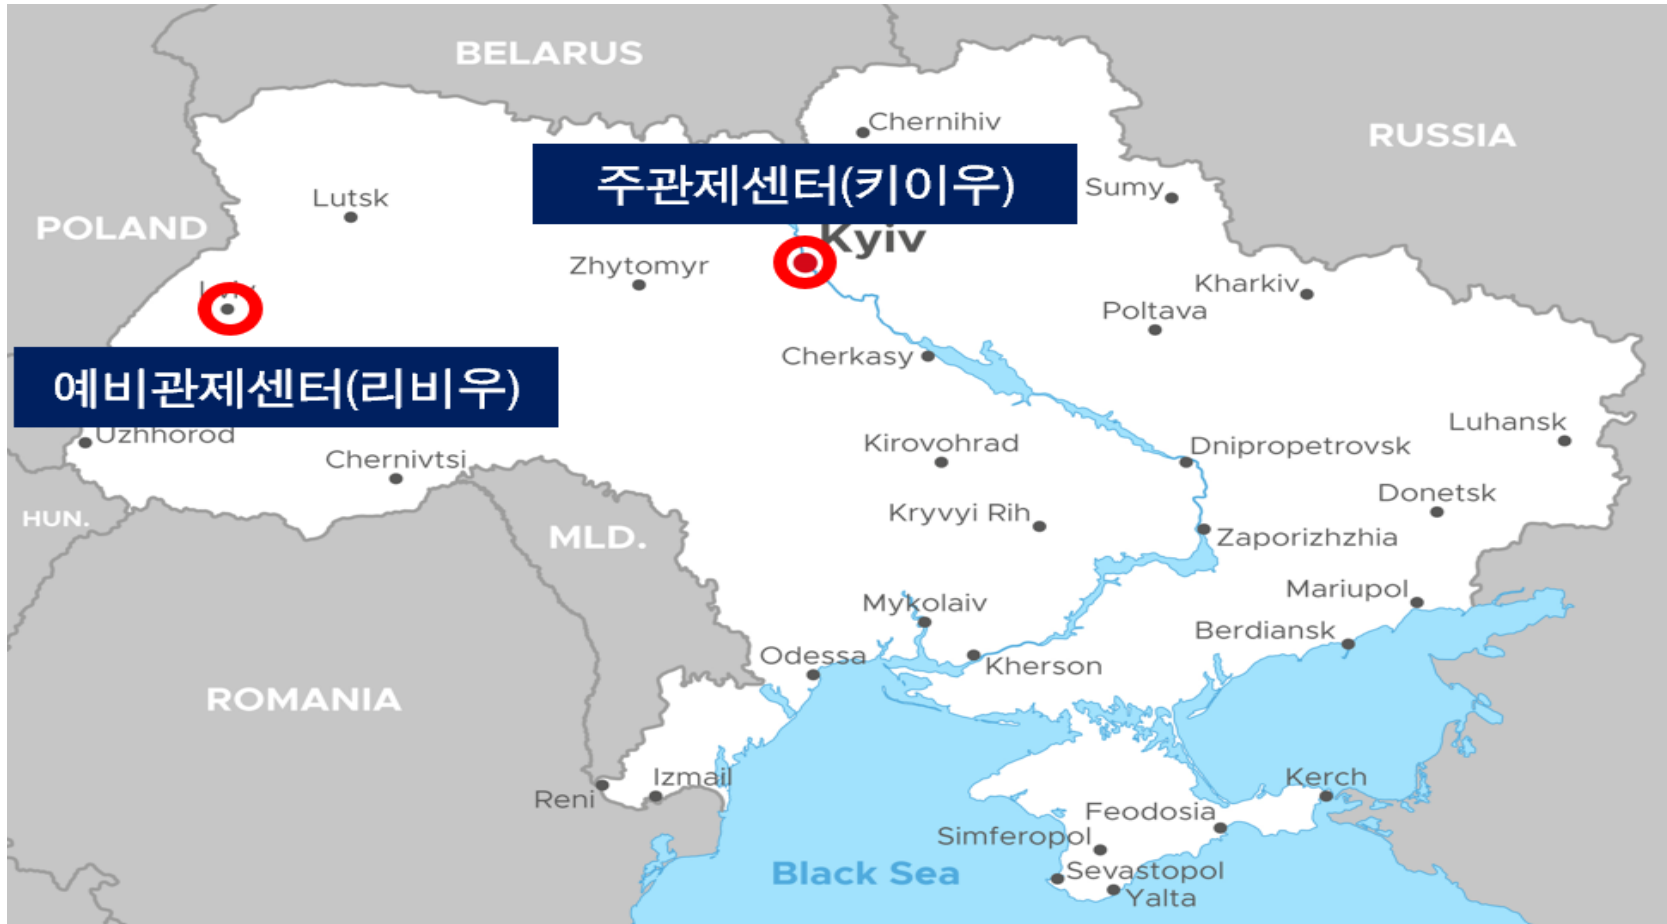 BELARUS
Chernihiv
RUSSIA
주관제센터(키이우)
Sumy
Lutsk
POLAND
Kyiv
Zhytomyr
Kharkiv
Lviv
Poltava
Cherkasy
예비관제센터(리비우)
Uzhhorod
Luhansk
Chernivtsi
Kirovohrad
Dnipropetrovsk
Donetsk
HUN.
Kryvyi Rih
MLD.
Zaporizhzhia
Mariupol
Mykolaiv
Berdiansk
Odessa
Kherson
ROMANIA
Izmail
Kerch
Reni
Feodosia
Simferopol
Black Sea
Sevastopol
Yalta